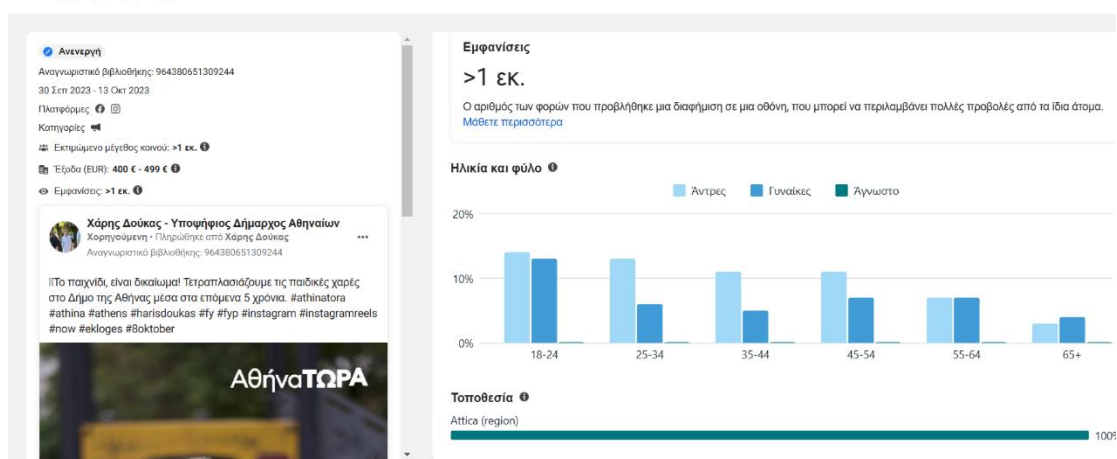 Ανενεργή
Αναγνωριστικό βιβλιοθήκης: 964380651309244
30 Σεπ 2023 - 13 Οκτ 2023
Πλατφόρμες
Κατηγορίες
Εκτιμώμενο μέγεθος κοινού: >1 εκ.
Έξοδα (EUR): 400 € - 499 €
Εμφανίσεις: >1 εκ.
Χάρης Δούκας - Υποψήφιος Δήμαρχος Αθηναίων
Χορηγούμενη • Πληρώθηκε από Χάρης Δούκας
Αναγνωριστικό βιβλιοθήκης: 964380651309244
Το παιχνίδι, είναι δικαίωμα! Τετραπλασιάζουμε τις παιδικές χαρές
στο Δήμο της Αθήνας μέσα στα επόμενα 5 χρόνια. #athinatora
#athina #athens #harisdoukas #fy #fyp #instagram #instagramreels
#now #ekloges #8oktober
ΑθήναΤΩΡΑ
Εμφανίσεις
>1 εκ.
Ο αριθμός των φορών που προβλήθηκε μια διαφήμιση σε μια οθόνη, που μπορεί να περιλαμβάνει πολλές προβολές από τα ίδια άτομα.
Μάθετε περισσότερα
Ηλικία και φύλο
Άντρες Γυναίκες Άγνωστο
20%
10%
0%
18-24 25-34 35-44 45-54 55-64 65+
Τοποθεσία
Attica (region)
100%